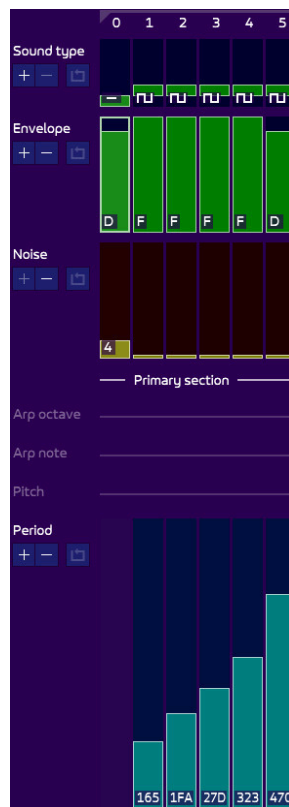 0 1 2 3 4 5
Sound type
+ −
Envelope
+ −
D F F F F D
Noise
+ −
4
Primary section
Arp octave
Arp note
Pitch
Period
+ −
165 1FA 27D 323 470